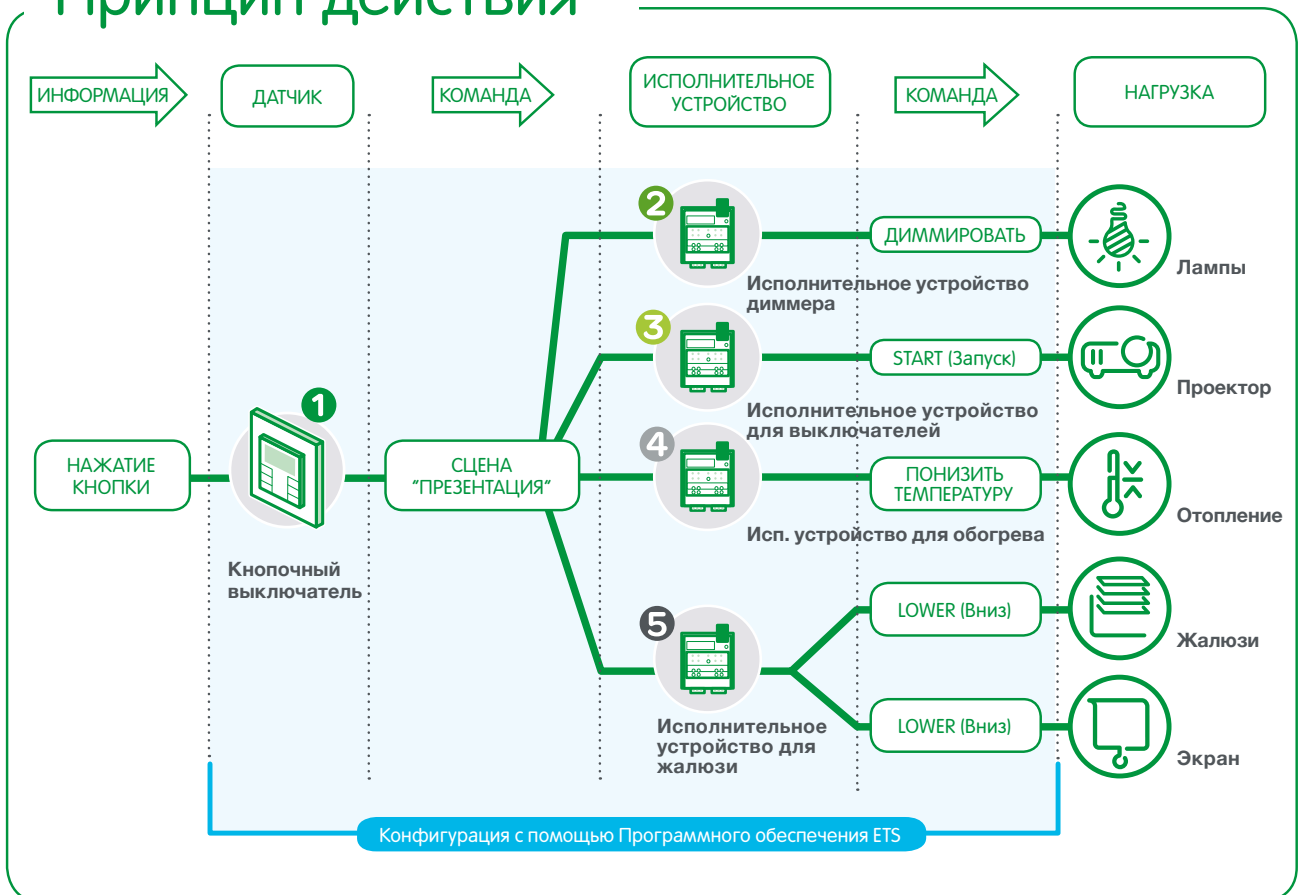 Принцип действия
ИНФОРМАЦИЯ
ДАТЧИК
КОМАНДА
ИСПОЛНИТЕЛЬНОЕ
УСТРОЙСТВО
КОМАНДА
НАГРУЗКА
2
ДИММИРОВАТЬ
Лампы
Исполнительное устройство
диммера
3
START (Запуск)
Проектор
Исполнительное устройство
для выключателей
1
НАЖАТИЕ
КНОПКИ
СЦЕНА
"ПРЕЗЕНТАЦИЯ"
4
ПОНИЗИТЬ
ТЕМПЕРАТУРУ
Отопление
Исп. устройство для обогрева
Кнопочный
выключатель
5
LOWER (Вниз)
Жалюзи
LOWER (Вниз)
Экран
Исполнительное
устройство для
жалюзи
Конфигурация с помощью Программного обеспечения ETS